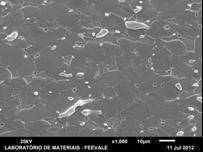 20kV x1,000 10μm 11 Jul 2012
LABORATÓRIO DE MATERIAIS - FEEVALE